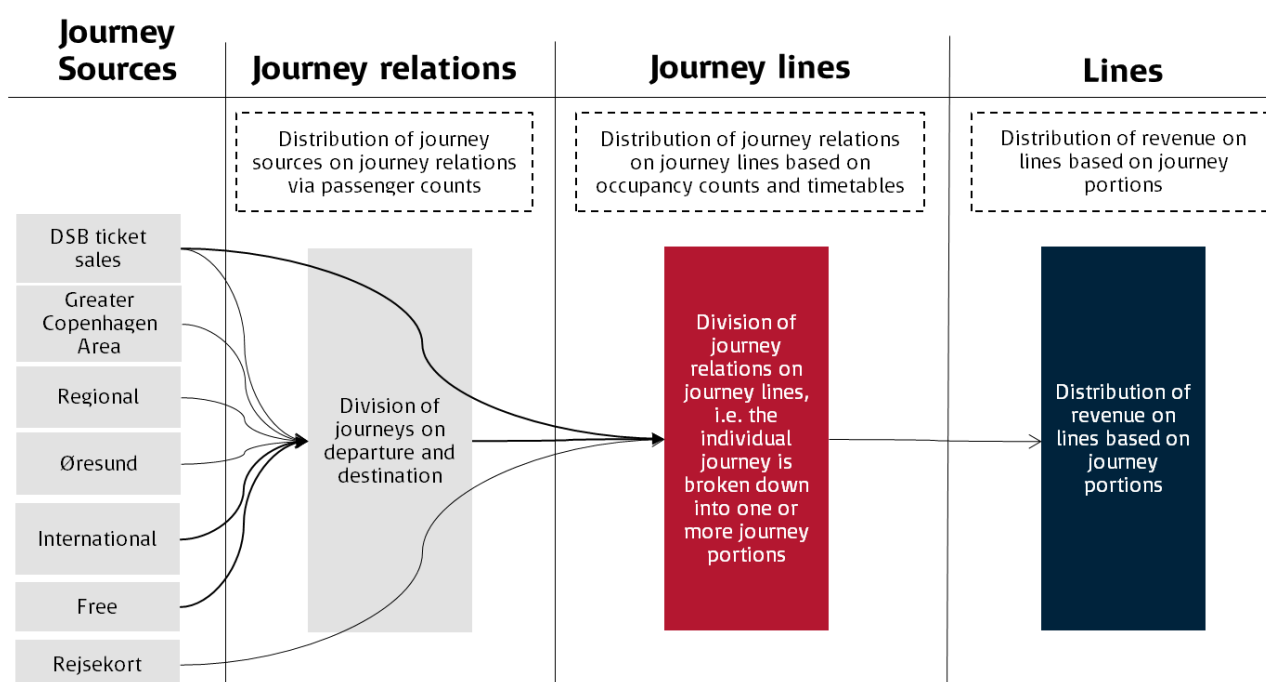 Journey
Sources
Journey relations
Journey lines
Lines
Distribution of journey
sources on journey relations
via passenger counts
Distribution of journey relations
on journey lines based on
occupancy counts and timetables
Distribution of revenue on
lines based on journey
portions
DSB ticket
sales
Greater
Copenhagen
Area
Regional
Øresund
International
Free
Rejsekort
Division of
journeys on
departure and
destination
Division of
journey
relations on
journey lines,
i.e. the
individual
journey is
broken down
into one or
more journey
portions
Distribution of
revenue on
lines based on
journey
portions